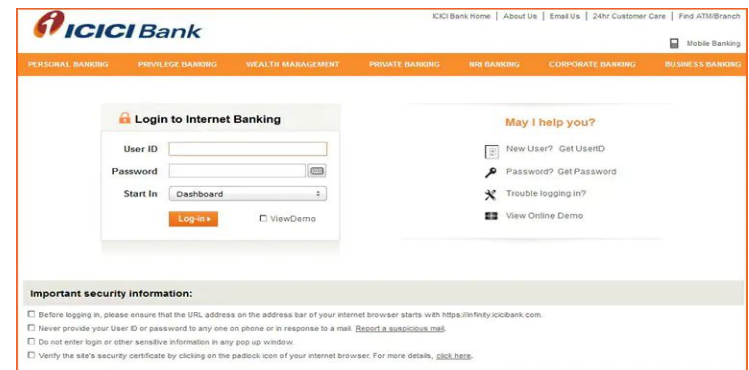 ICICI Bank
ICICI Bank Home | About Us | Email Us | 24hr Customer Care | Find ATM/Branch
Mobile Banking
PERSONAL BANKING PRIVILEGE BANKING WEALTH MANAGEMENT PRIVATE BANKING NRI BANKING CORPORATE BANKING BUSINESS BANKING
Login to Internet Banking
User ID
Password
Start In Dashboard
Log-in ViewDemo
May I help you?
New User? Get UserID
Password? Get Password
Trouble logging in?
View Online Demo
Important security information:
Before logging in, please ensure that the URL address on the address bar of your internet browser starts with https://infinity.icicibank.com.
Never provide your User ID or password to any one on phone or in response to a mail. Report a suspicious mail.
Do not enter login or other sensitive information in any pop up window.
Verify the site's security certificate by clicking on the padlock icon of your internet browser. For more details, click here.